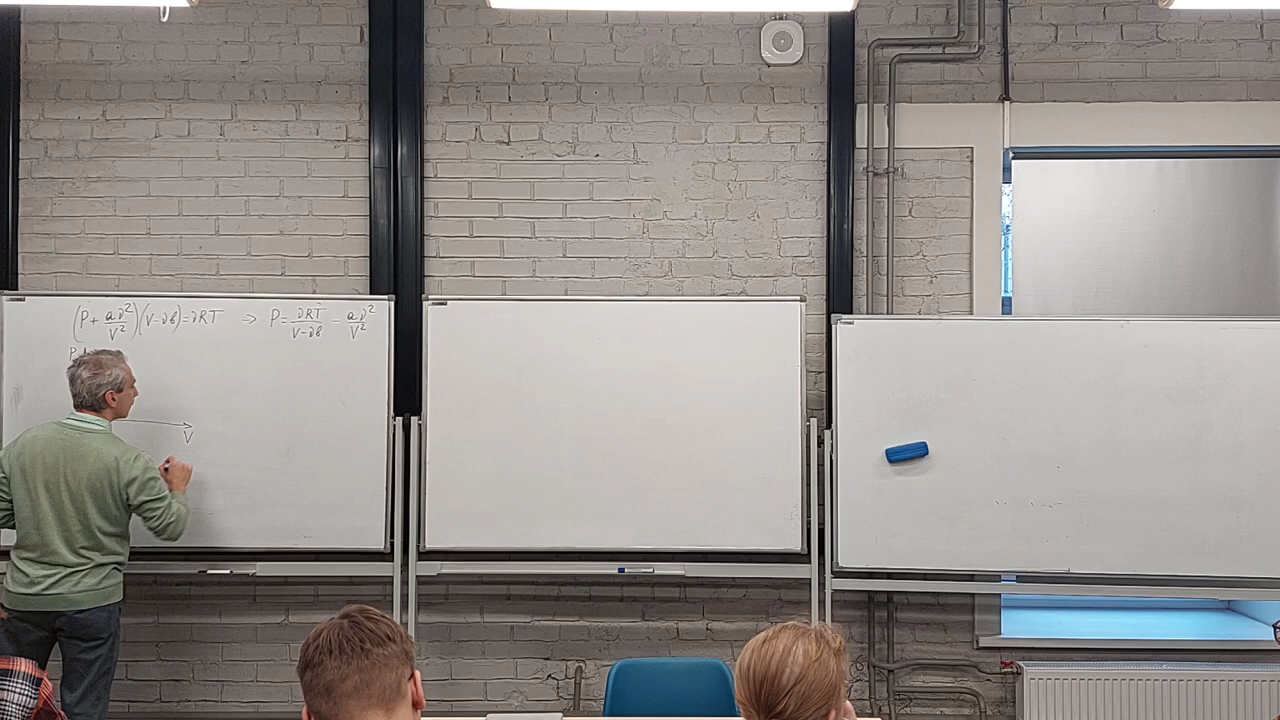 (P + aν²/V²)(V-νb)=νRT ⇒ P = νRT/(V-νb) - aν²/V²
P
V